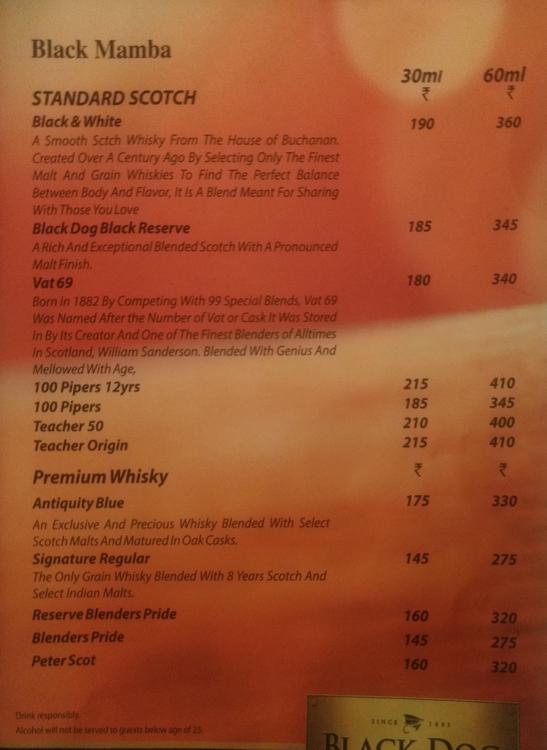 Black Mamba
30ml 60ml
STANDARD SCOTCH ₹ ₹
Black & White 190 360
A Smooth Sctch Whisky From The House of Buchanan.
Created Over A Century Ago By Selecting Only The Finest
Malt And Grain Whiskies To Find The Perfect Balance
Between Body And Flavor, It Is A Blend Meant For Sharing
With Those You Love
Black Dog Black Reserve 185 345
A Rich And Exceptional Blended Scotch With A Pronounced
Malt Finish.
Vat 69 180 340
Born in 1882 By Competing With 99 Special Blends, Vat 69
Was Named After the Number of Vat or Cask It Was Stored
In By Its Creator And One of The Finest Blenders of Alltimes
In Scotland, William Sanderson. Blended With Genius And
Mellowed With Age,
100 Pipers 12yrs 215 410
100 Pipers 185 345
Teacher 50 210 400
Teacher Origin 215 410
Premium Whisky ₹ ₹
Antiquity Blue 175 330
An Exclusive And Precious Whisky Blended With Select
Scotch Malts And Matured In Oak Casks.
Signature Regular 145 275
The Only Grain Whisky Blended With 8 Years Scotch And
Select Indian Malts.
Reserve Blenders Pride 160 320
Blenders Pride 145 275
Peter Scot 160 320
Drink responsibly.
Alcohol will not be served to guests below age of 25.
SINCE 1883
BLACK DOG